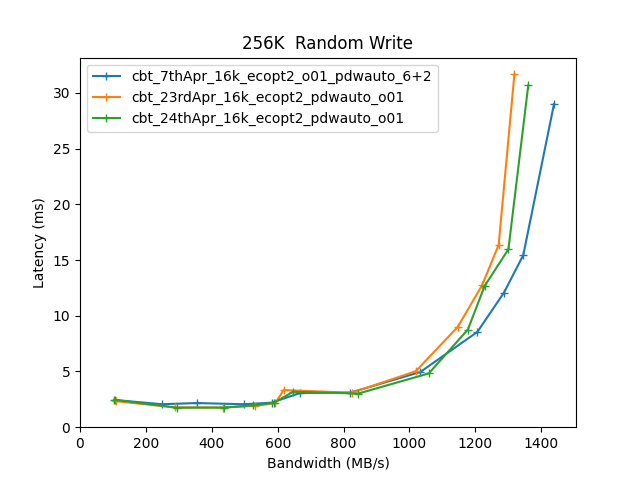 256K  Random Write
cbt_7thApr_16k_ecopt2_o01_pdwauto_6+2
cbt_23rdApr_16k_ecopt2_pdwauto_o01
cbt_24thApr_16k_ecopt2_pdwauto_o01
30
25
20
15
10
5
0
Latency (ms)
0 200 400 600 800 1000 1200 1400
Bandwidth (MB/s)